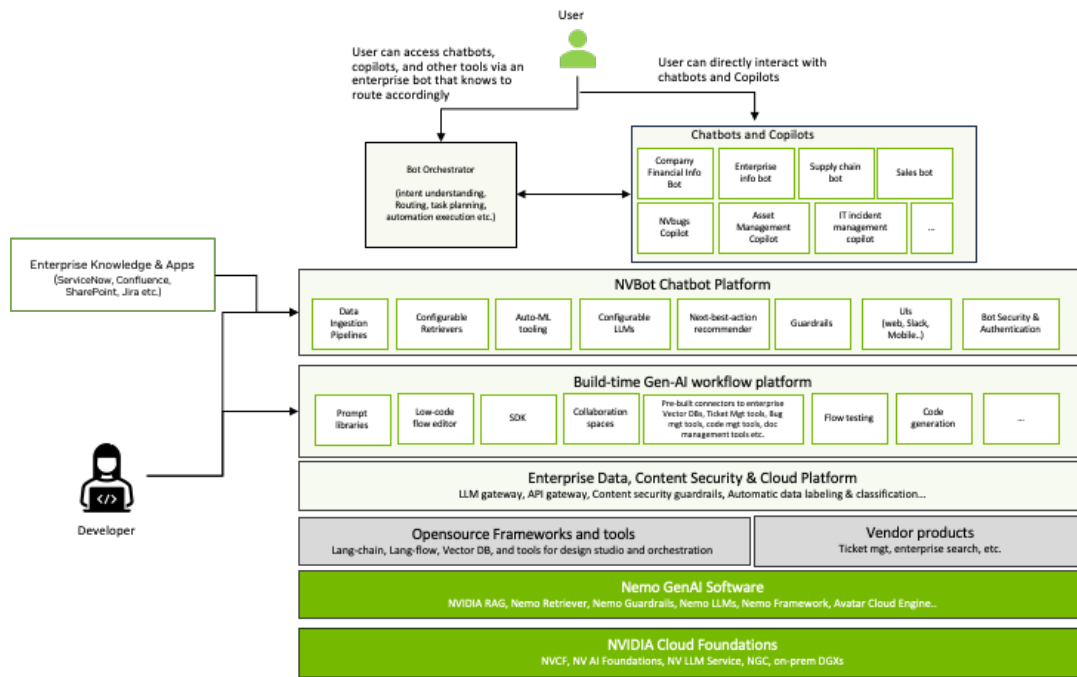 User
User can access chatbots,
copilots, and other tools via an
enterprise bot that knows to
route accordingly
User can directly interact with
chatbots and Copilots
Bot Orchestrator
(intent understanding,
Routing, task planning,
automation execution etc.)
Chatbots and Copilots
Company
Financial Info
Bot
Enterprise
info bot
Supply chain
bot
Sales bot
NVbugs
Copilot
Asset
Management
Copilot
IT incident
management
copilot
...
Enterprise Knowledge & Apps
(ServiceNow, Confluence,
SharePoint, Jira etc.)
NVBot Chatbot Platform
Data
Ingestion
Pipelines
Configurable
Retrievers
Auto-ML
tooling
Configurable
LLMs
Next-best-action
recommender
Guardrails
UIs
(web, Slack,
Mobile..)
Bot Security &
Authentication
Build-time Gen-AI workflow platform
Prompt
libraries
Low-code
flow editor
SDK
Collaboration
spaces
Pre-built connectors to enterprise
Vector DBs, Ticket Mgt tools, Bug
mgt tools, code mgt tools, doc
management tools etc.
Flow testing
Code
generation
...
Developer
Enterprise Data, Content Security & Cloud Platform
LLM gateway, API gateway, Content security guardrails, Automatic data labeling & classification...
Opensource Frameworks and tools
Lang-chain, Lang-flow, Vector DB, and tools for design studio and orchestration
Vendor products
Ticket mgt, enterprise search, etc.
Nemo GenAI Software
NVIDIA RAG, Nemo Retriever, Nemo Guardrails, Nemo LLMs, Nemo Framework, Avatar Cloud Engine..
NVIDIA Cloud Foundations
NVCF, NV AI Foundations, NV LLM Service, NGC, on-prem DGXs